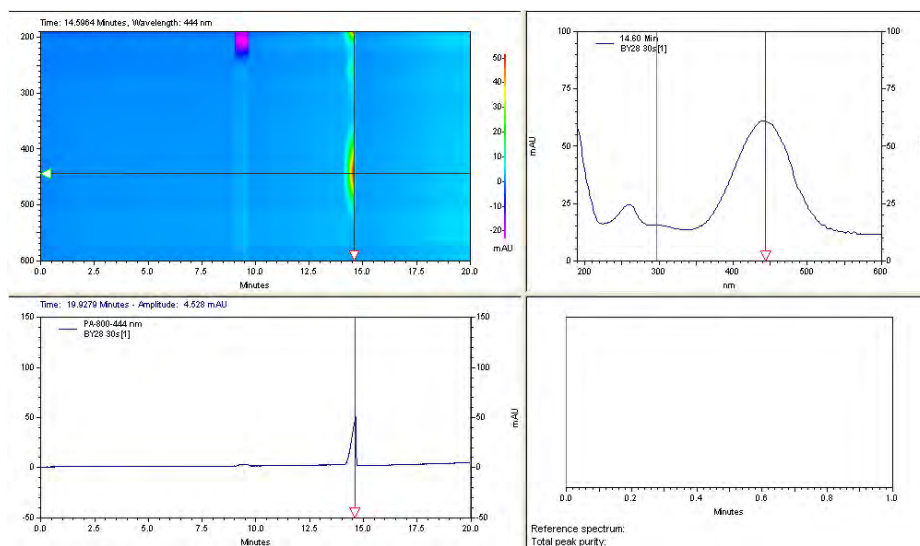 Time: 14.5964 Minutes, Wavelength: 444 nm
200
300
400
500
600
0.0 2.5 5.0 7.5 10.0 12.5 15.0 17.5 20.0
Minutes
50
40
30
20
10
0
-10
-20
mAU
14.60 Min
BY28 30s[1]
100 100
75 75
50 50
25 25
0 0
mAU
mAU
200 300 400 500 600
nm
Time: 19.9279 Minutes - Amplitude: 4.528 mAU
PA-800-444 nm
BY28 30s[1]
150 150
100 100
50 50
0 0
-50 -50
mAU
0.0 2.5 5.0 7.5 10.0 12.5 15.0 17.5 20.0
Minutes
0.0 0.2 0.4 0.6 0.8 1.0
Minutes
Reference spectrum:
Total peak purity: